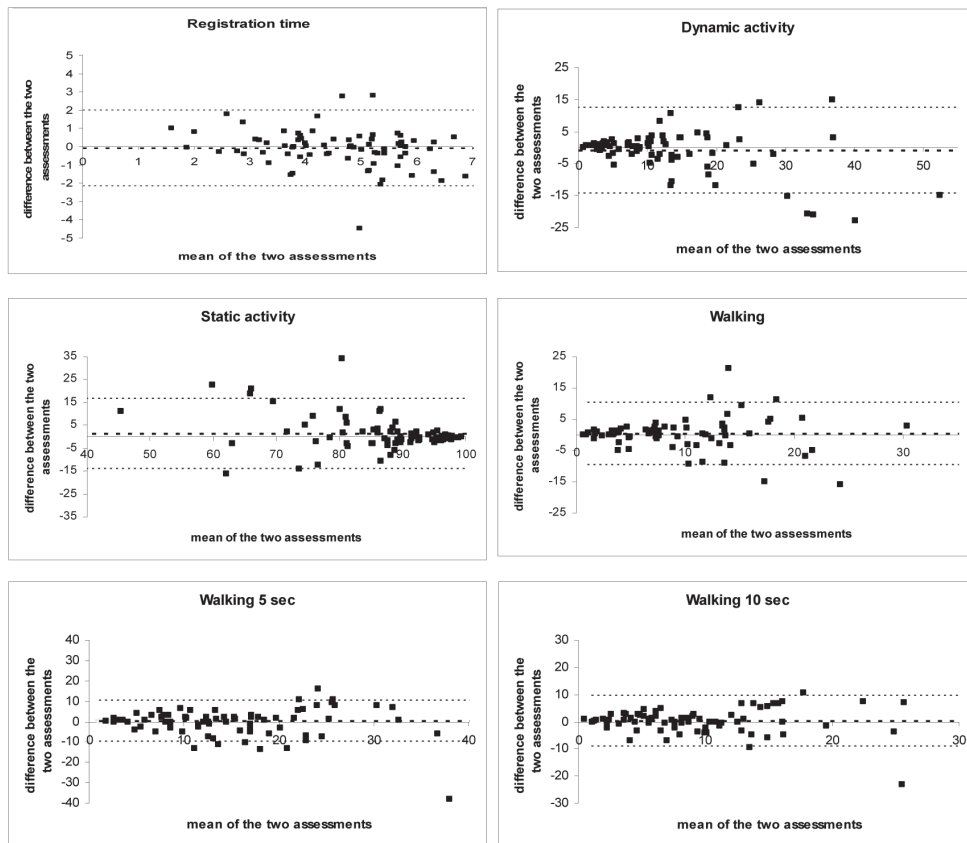 Registration time
difference between the two
assessments
5
4
3
2
1
0
-1
-2
-3
-4
-5
0 1 2 3 4 5 6 7
mean of the two assessments
Dynamic activity
difference between the
two assessments
25
15
5
-5
-15
-25
0 10 20 30 40 50
mean of the two assessments
Static activity
difference between the two
assessments
35
25
15
5
-5
-15
-25
-35
40 50 60 70 80 90 100
mean of the two assessments
Walking
difference between the two
assessments
25
15
5
-5
-15
-25
0 10 20 30
mean of the two assessments
Walking 5 sec
difference between the
two assessments
40
30
20
10
0
-10
-20
-30
-40
0 10 20 30 40
mean of the two assessments
Walking 10 sec
difference between the
two assessments
30
20
10
0
-10
-20
-30
0 10 20 30
mean of the two assessments